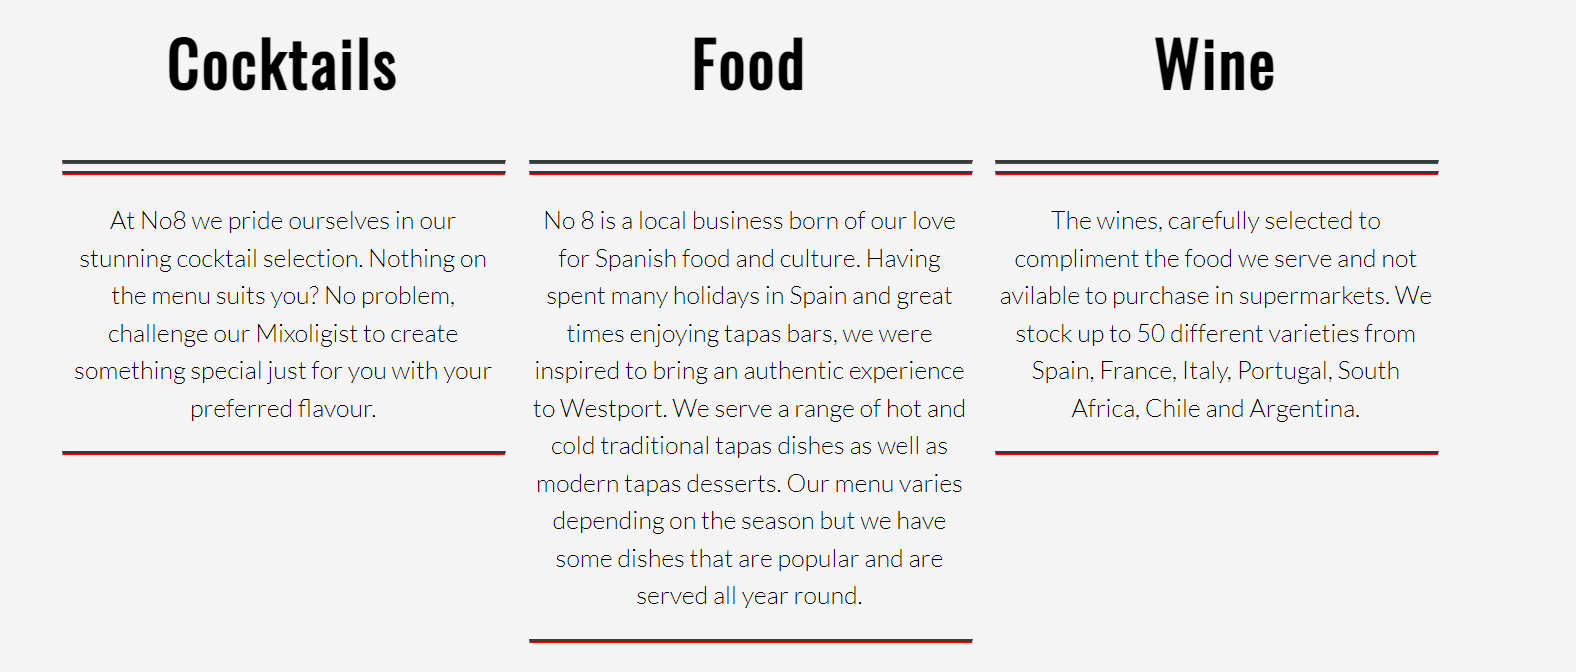 Cocktails
At No8 we pride ourselves in our
stunning cocktail selection. Nothing on
the menu suits you? No problem,
challenge our Mixoligist to create
something special just for you with your
preferred flavour.
Food
No 8 is a local business born of our love
for Spanish food and culture. Having
spent many holidays in Spain and great
times enjoying tapas bars, we were
inspired to bring an authentic experience
to Westport. We serve a range of hot and
cold traditional tapas dishes as well as
modern tapas desserts. Our menu varies
depending on the season but we have
some dishes that are popular and are
served all year round.
Wine
The wines, carefully selected to
compliment the food we serve and not
avilable to purchase in supermarkets. We
stock up to 50 different varieties from
Spain, France, Italy, Portugal, South
Africa, Chile and Argentina.